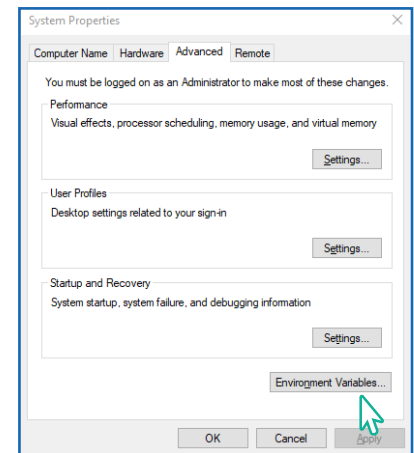 System Properties
Computer Name Hardware Advanced Remote
You must be logged on as an Administrator to make most of these changes.
Performance
Visual effects, processor scheduling, memory usage, and virtual memory
Settings...
User Profiles
Desktop settings related to your sign-in
Settings...
Startup and Recovery
System startup, system failure, and debugging information
Settings...
Environment Variables...
OK Cancel Apply